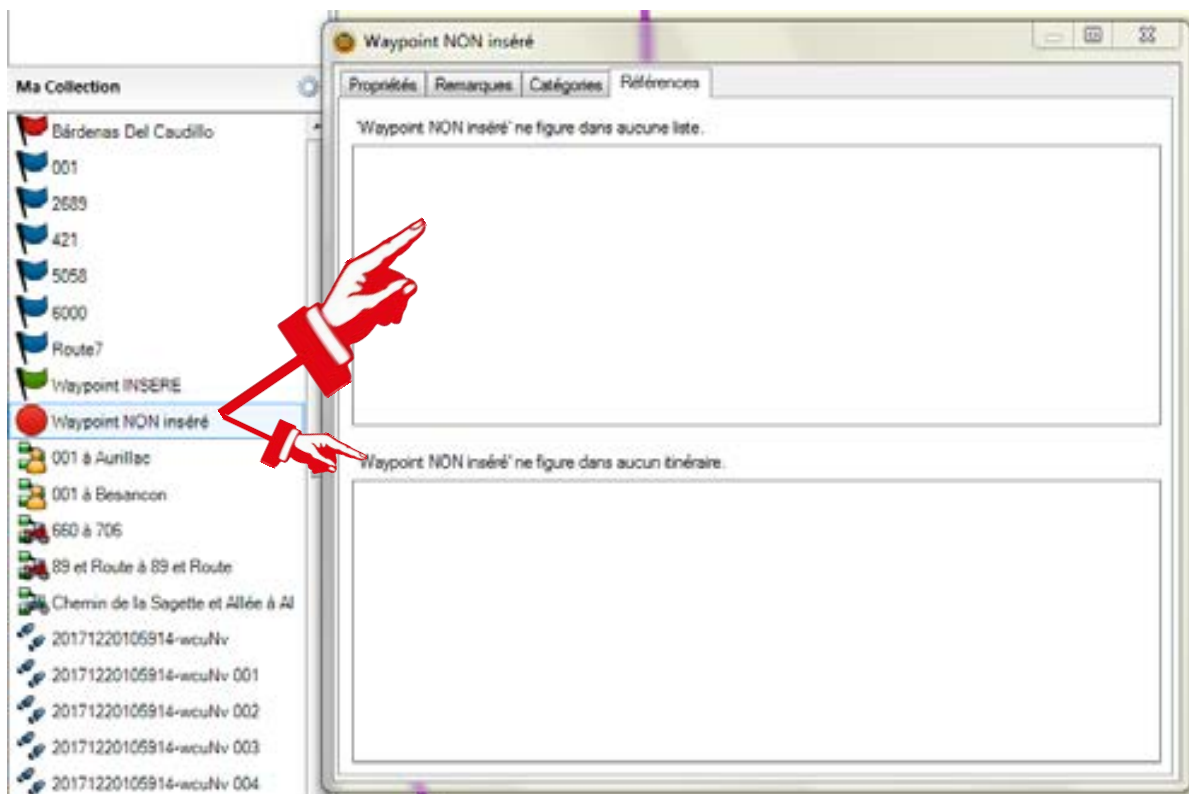 Waypoint NON inséré
Ma Collection
Propriétés Remarques Catégories Références
Bárdenas Del Caudillo
001
2689
421
5058
6000
Route7
Waypoint INSERE
Waypoint NON inséré
001 à Aurillac
001 à Besancon
660 à 706
89 et Route à 89 et Route
Chemin de la Sagette et Allée à Al
20171220105914-wcuNv
20171220105914-wcuNv 001
20171220105914-wcuNv 002
20171220105914-wcuNv 003
20171220105914-wcuNv 004
'Waypoint NON inséré' ne figure dans aucune liste.
'Waypoint NON inséré' ne figure dans aucun itinéraire.